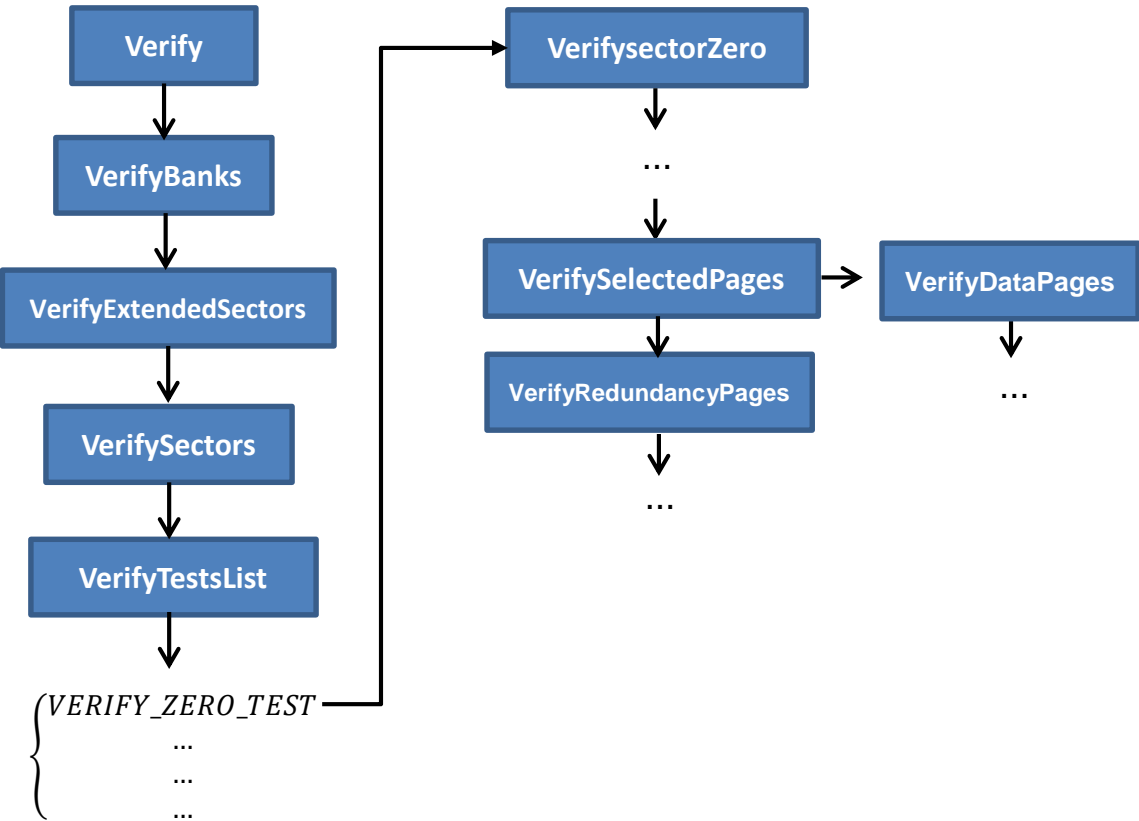 Verify
VerifyBanks
VerifyExtendedSectors
VerifySectors
VerifyTestsList
VERIFY_ZERO_TEST
...
...
...
VerifysectorZero
...
VerifySelectedPages
VerifyDataPages
...
VerifyRedundancyPages
...